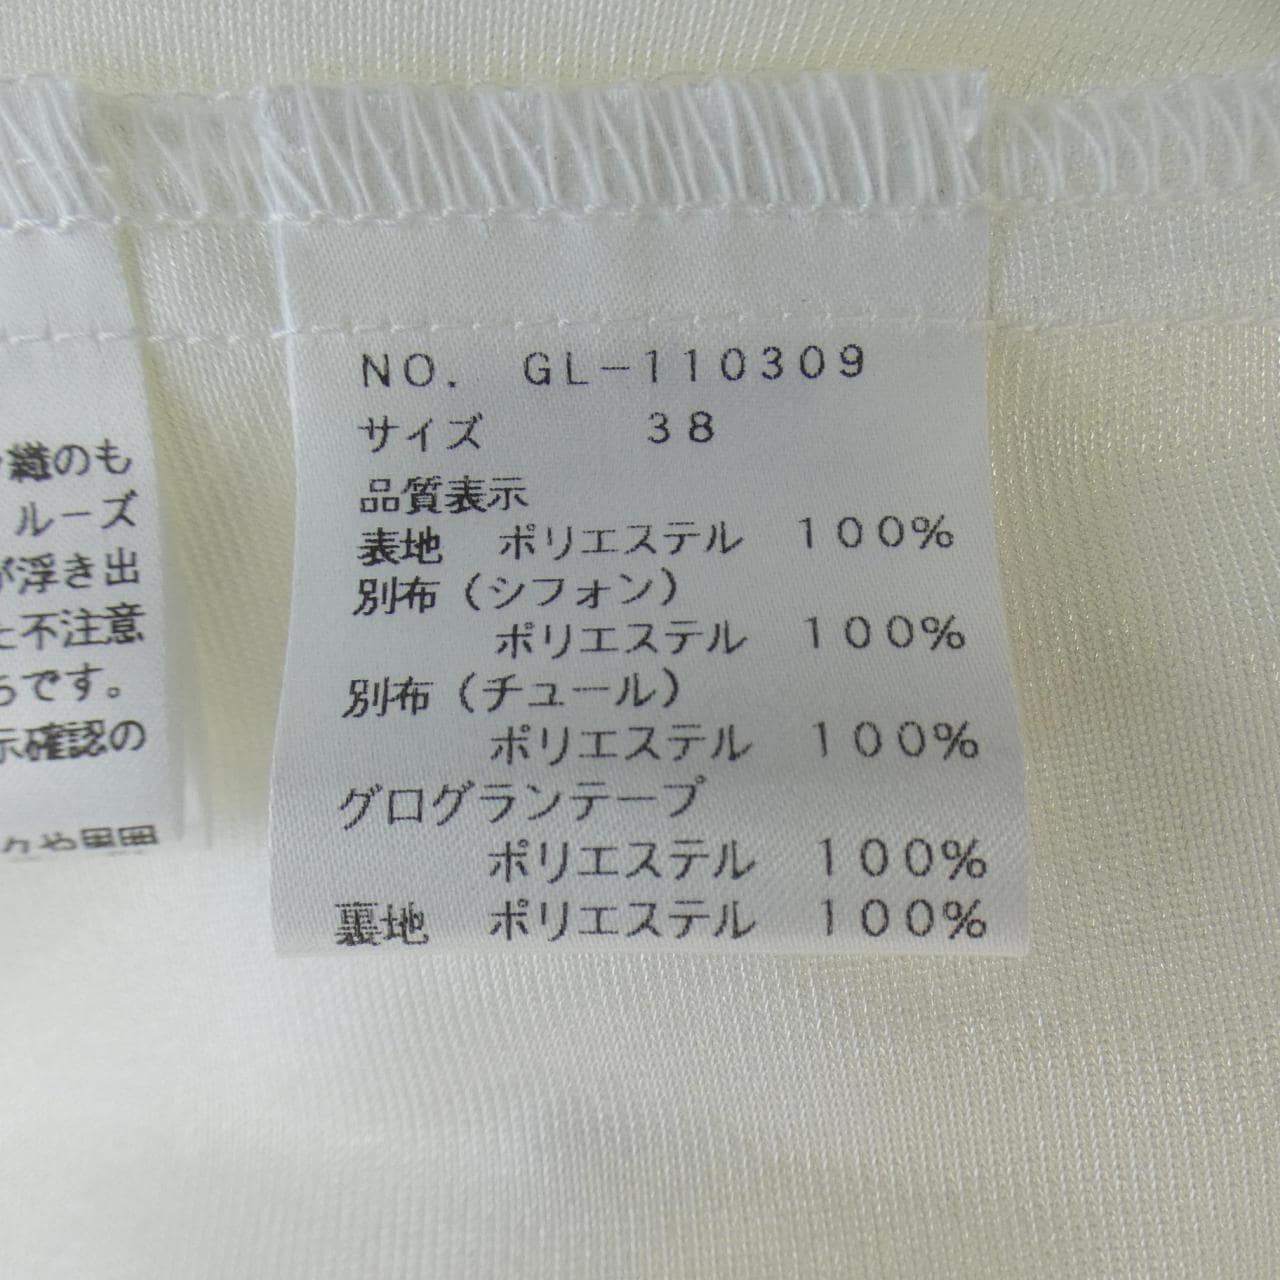 NO. GL-110309
サイズ 38
品質表示
表地 ポリエステル 100%
別布(シフォン)
ポリエステル 100%
別布(チュール)
ポリエステル 100%
グログランテープ
ポリエステル 100%
裏地 ポリエステル 100%
織のも
ルーズ
が浮き出
た不注意
らです。
示確認の